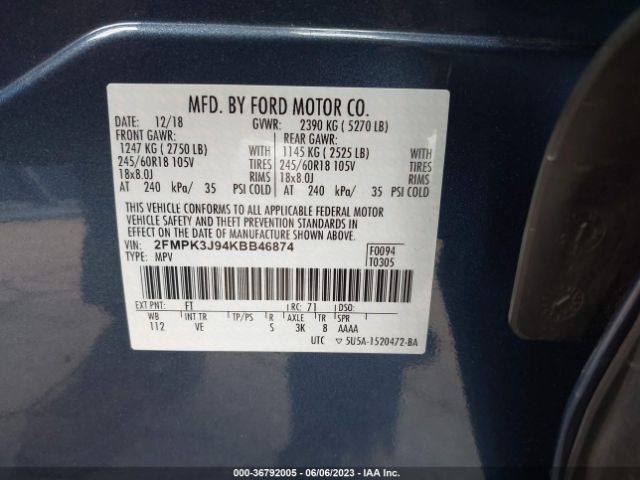 MFD. BY FORD MOTOR CO.
DATE: 12/18 GVWR: 2390 KG ( 5270 LB)
FRONT GAWR: REAR GAWR:
1247 KG ( 2750 LB) WITH 1145 KG ( 2525 LB) WITH
245/60R18 105V TIRES 245/60R18 105V TIRES
18x8.0J RIMS 18x8.0J RIMS
AT 240 kPa/ 35 PSI COLD AT 240 kPa/ 35 PSI COLD
THIS VEHICLE CONFORMS TO ALL APPLICABLE FEDERAL MOTOR
VEHICLE SAFETY AND THEFT PREVENTION STANDARDS IN
EFFECT ON THE DATE OF MANUFACTURE SHOWN ABOVE.
VIN: 2FMPK3J94KBB46874 F0094
TYPE: MPV T0305
EXT PNT: FT RC: 71 DSO:
WB INT TR TP/PS R AXLE TR SPR
112 VE S 3K 8 AAAA
UTC ▽ 5U5A-1520472-BA
000-36792005 - 06/06/2023 - IAA Inc.